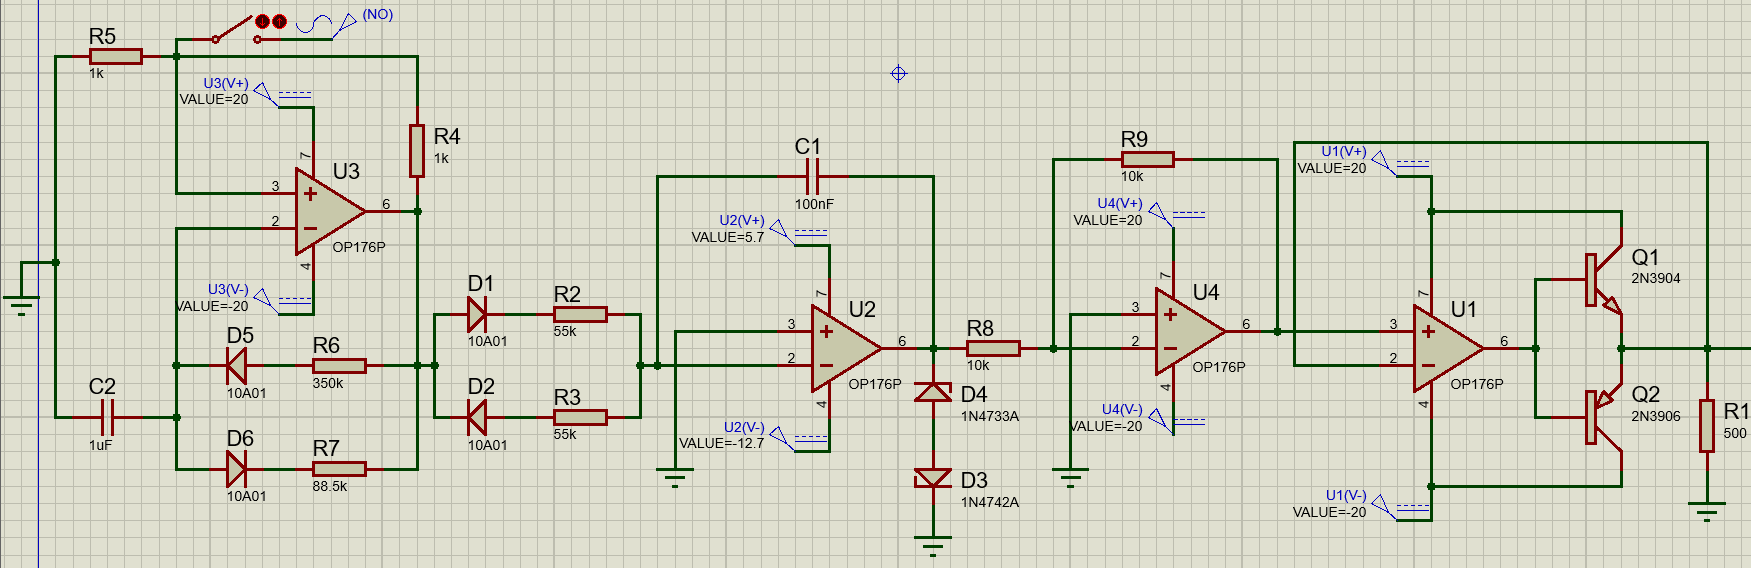 (NO)
R5
1k
U3(V+)
VALUE=20
R4
1k
7
U3
3
2
6
4
OP176P
U3(V-)
VALUE=-20
D5
10A01
R6
350k
C2
1uF
D6
10A01
R7
88.5k
D1
10A01
R2
55k
D2
10A01
R3
55k
C1
100nF
U2(V+)
VALUE=5.7
7
U2
3
2
6
4
OP176P
U2(V-)
VALUE=-12.7
R8
10k
D4
1N4733A
D3
1N4742A
R9
10k
U4(V+)
VALUE=20
7
U4
3
2
6
4
OP176P
U4(V-)
VALUE=-20
U1(V+)
VALUE=20
7
U1
3
2
6
4
OP176P
U1(V-)
VALUE=-20
Q1
2N3904
Q2
2N3906
R1
500